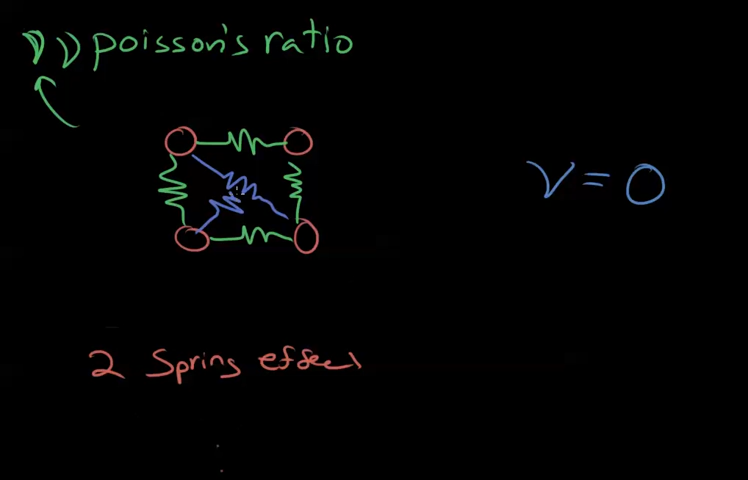 ν ν poisson's ratio
ν = 0
2 Spring effect